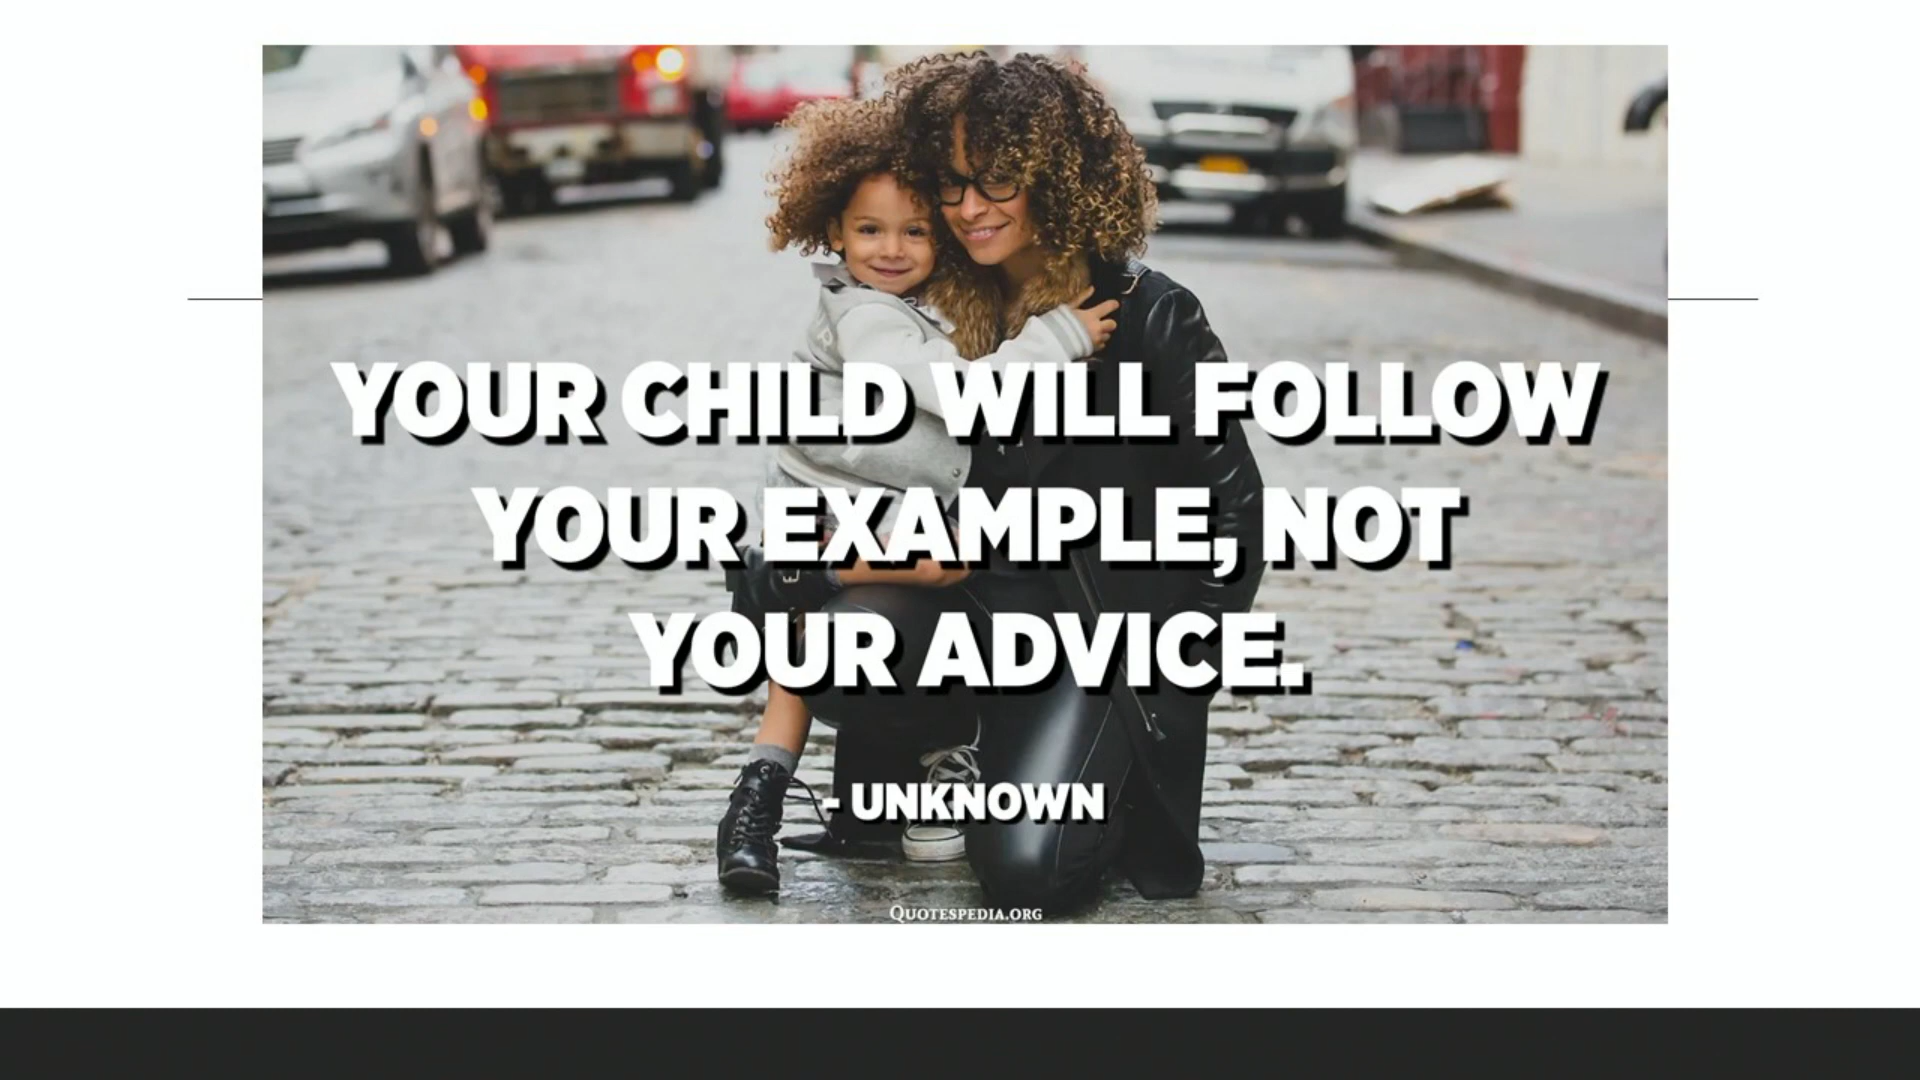 YOUR CHILD WILL FOLLOW
YOUR EXAMPLE, NOT
YOUR ADVICE.
- UNKNOWN
QUOTESPEDIA.ORG